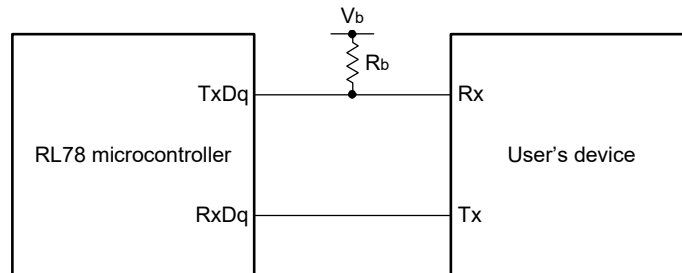 Vb
Rb
TxDq
Rx
RL78 microcontroller
User’s device
RxDq
Tx